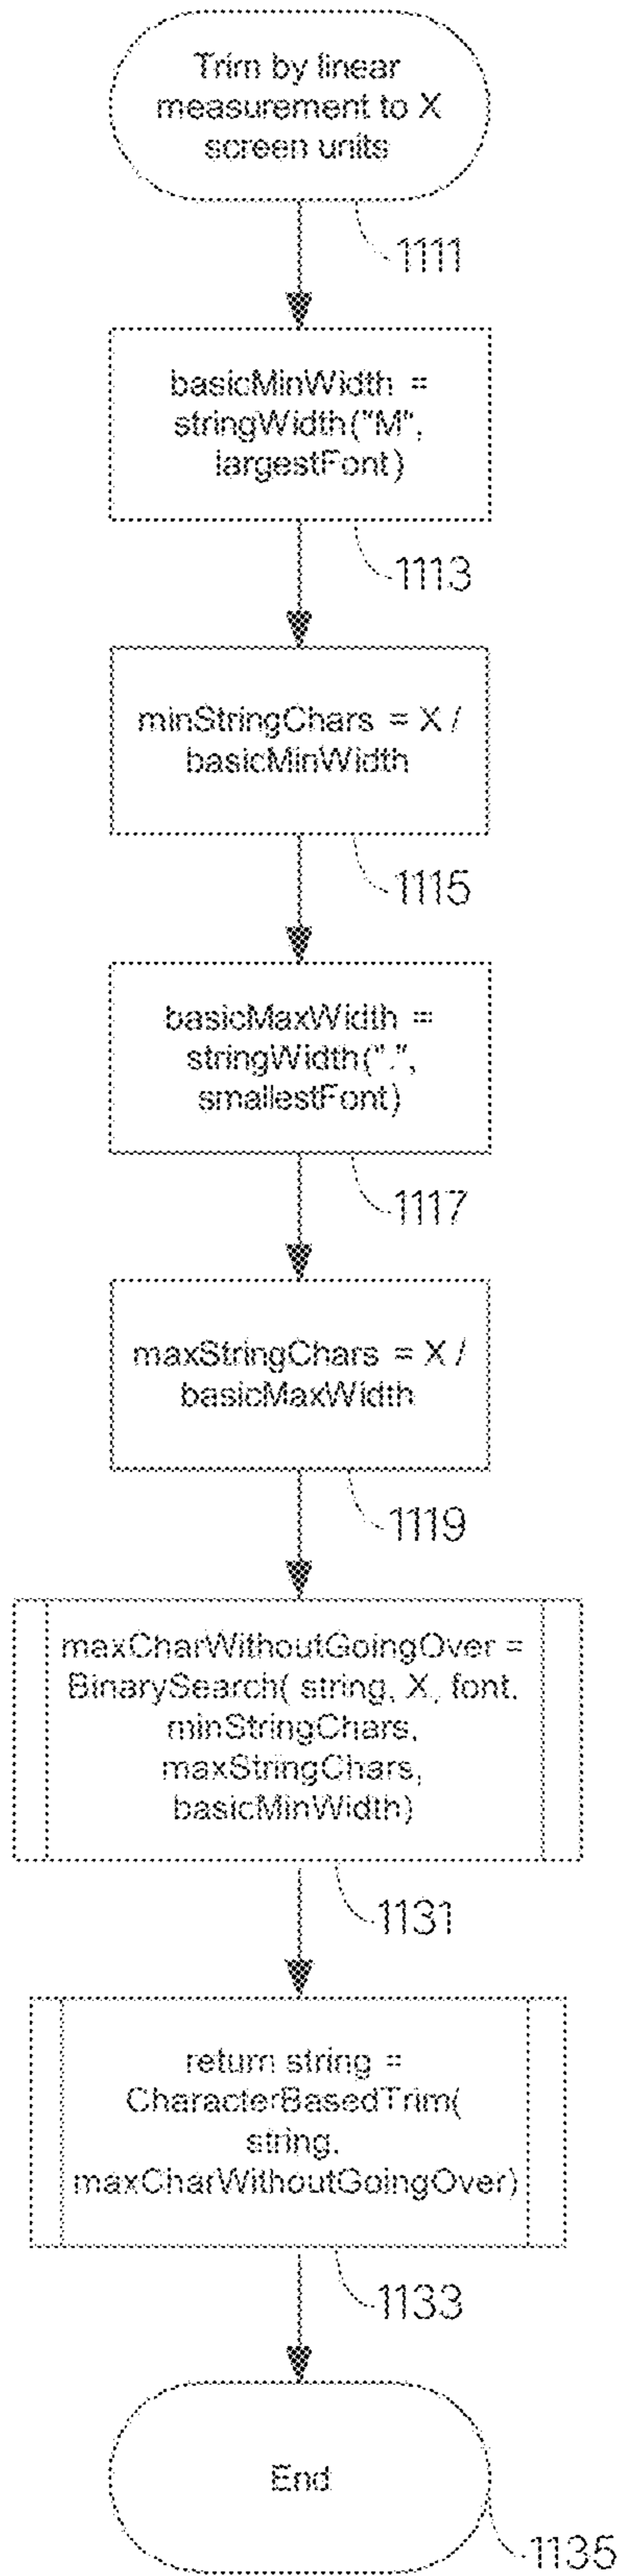 Trim by linear
measurement to X
screen units
1111
basicMinWidth =
stringWidth("M",
largestFont)
1113
minStringChars = X /
basicMinWidth
1115
basicMaxWidth =
stringWidth(".",
smallestFont)
1117
maxStringChars = X /
basicMaxWidth
1119
maxCharWithoutGoingOver =
BinarySearch( string, X, font,
minStringChars,
maxStringChars,
basicMinWidth)
1131
return string =
CharacterBasedTrim(
string,
maxCharWithoutGoingOver)
1133
End
1135